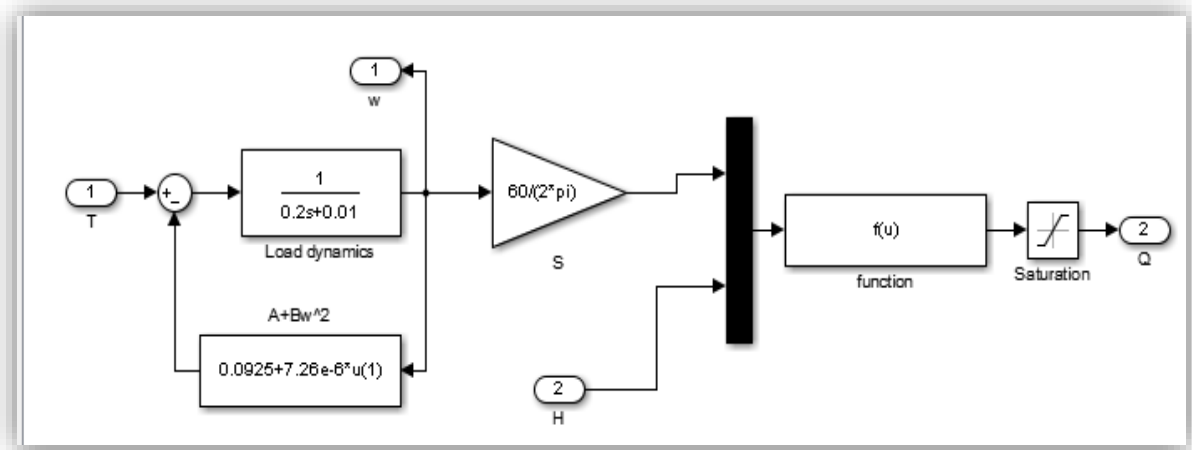 1
w
1
T
+
_
1
0.2s+0.01
Load dynamics
A+Bw^2
0.0925+7.26e-6*u(1)
60/(2*pi)
S
2
H
f(u)
function
Saturation
2
Q